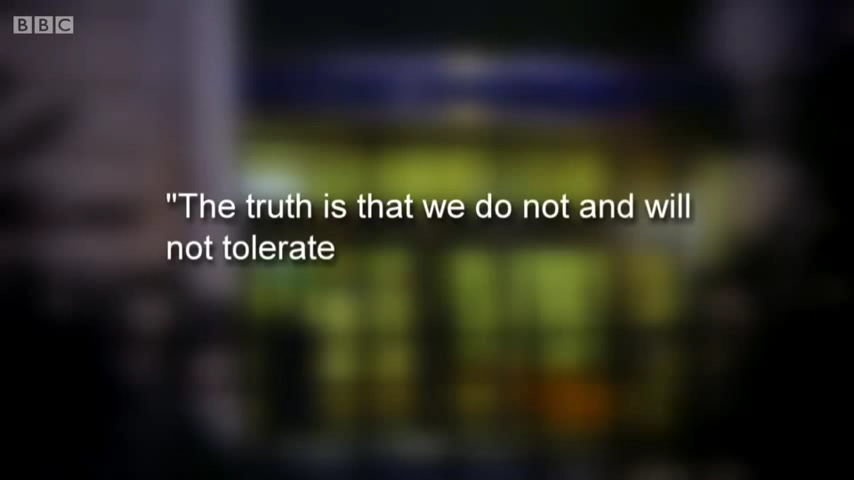 BBC
"The truth is that we do not and will
not tolerate